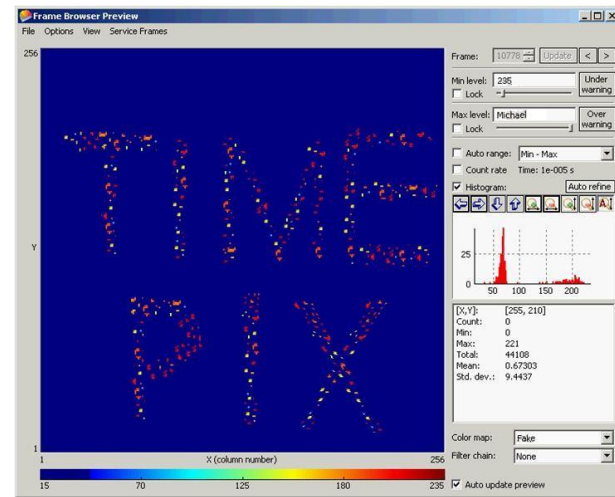 Frame Browser Preview
File Options View Service Frames
256
Y
1
TIME
PIX
1 X (column number) 256
15 70 125 180 235
Frame: 10778 Update < >
Min level: 235 Under warning
Lock
Max level: Michael Over warning
Lock
Auto range: Min - Max
Count rate Time: 1e-005 s
Histogram: Auto refine
25
0
50 100 150 200
[X,Y]: [255, 210]
Count: 0
Min: 0
Max: 221
Total: 44108
Mean: 0.67303
Std. dev.: 9.4437
Color map: Fake
Filter chain: None
Auto update preview